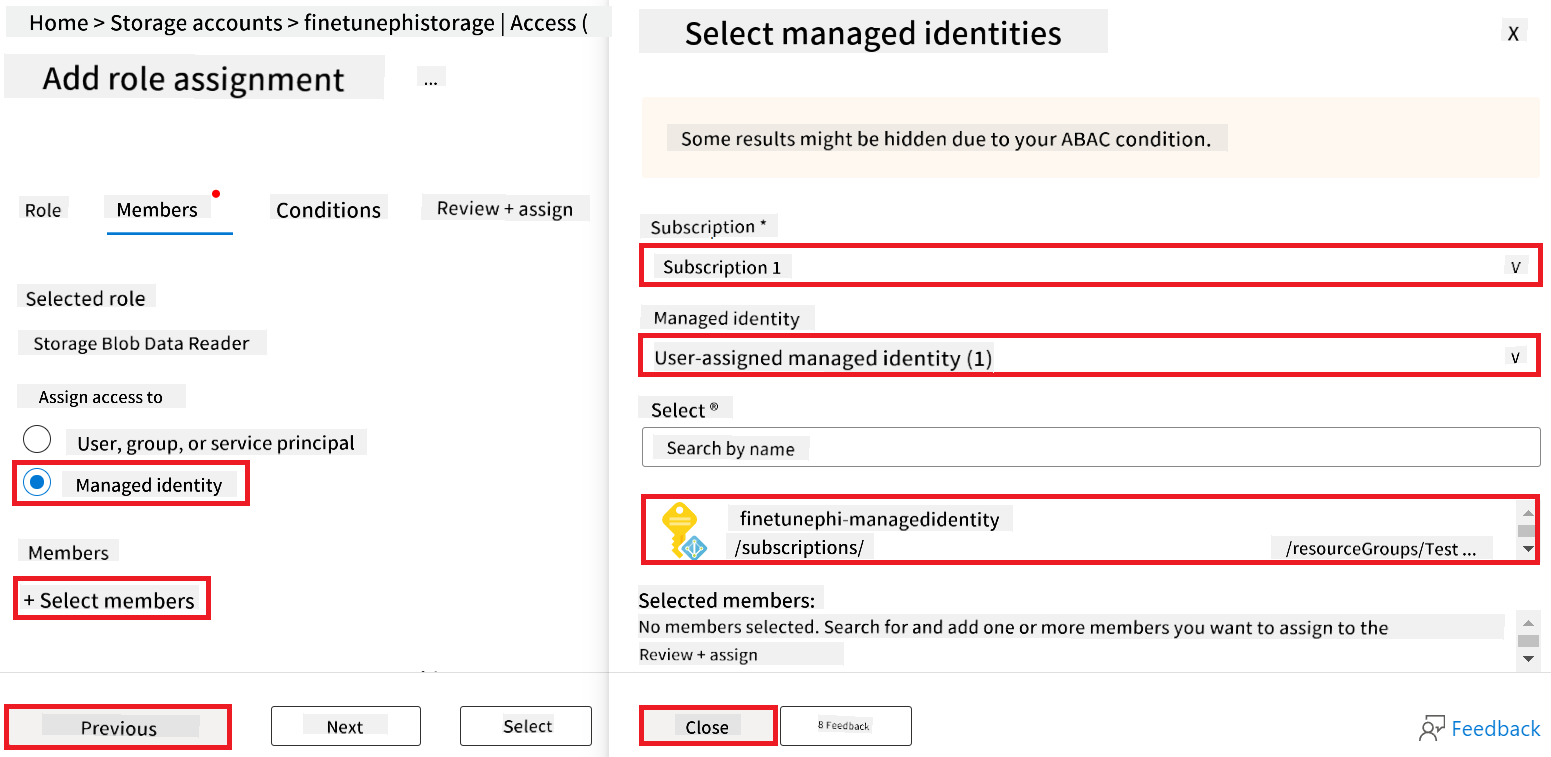 Home > Storage accounts > finetunephistorage | Access (
Add role assignment
...
Role
Members
Conditions
Review + assign
Selected role
Storage Blob Data Reader
Assign access to
User, group, or service principal
Managed identity
Members
+ Select members
Previous
Next
Select
Select managed identities
X
Some results might be hidden due to your ABAC condition.
Subscription *
Subscription 1
V
Managed identity
User-assigned managed identity (1)
V
Select ®
Search by name
finetunephi-managedidentity
/subscriptions/ /resourceGroups/Test ...
Selected members:
No members selected. Search for and add one or more members you want to assign to the
Review + assign
Close
8 Feedback
Feedback